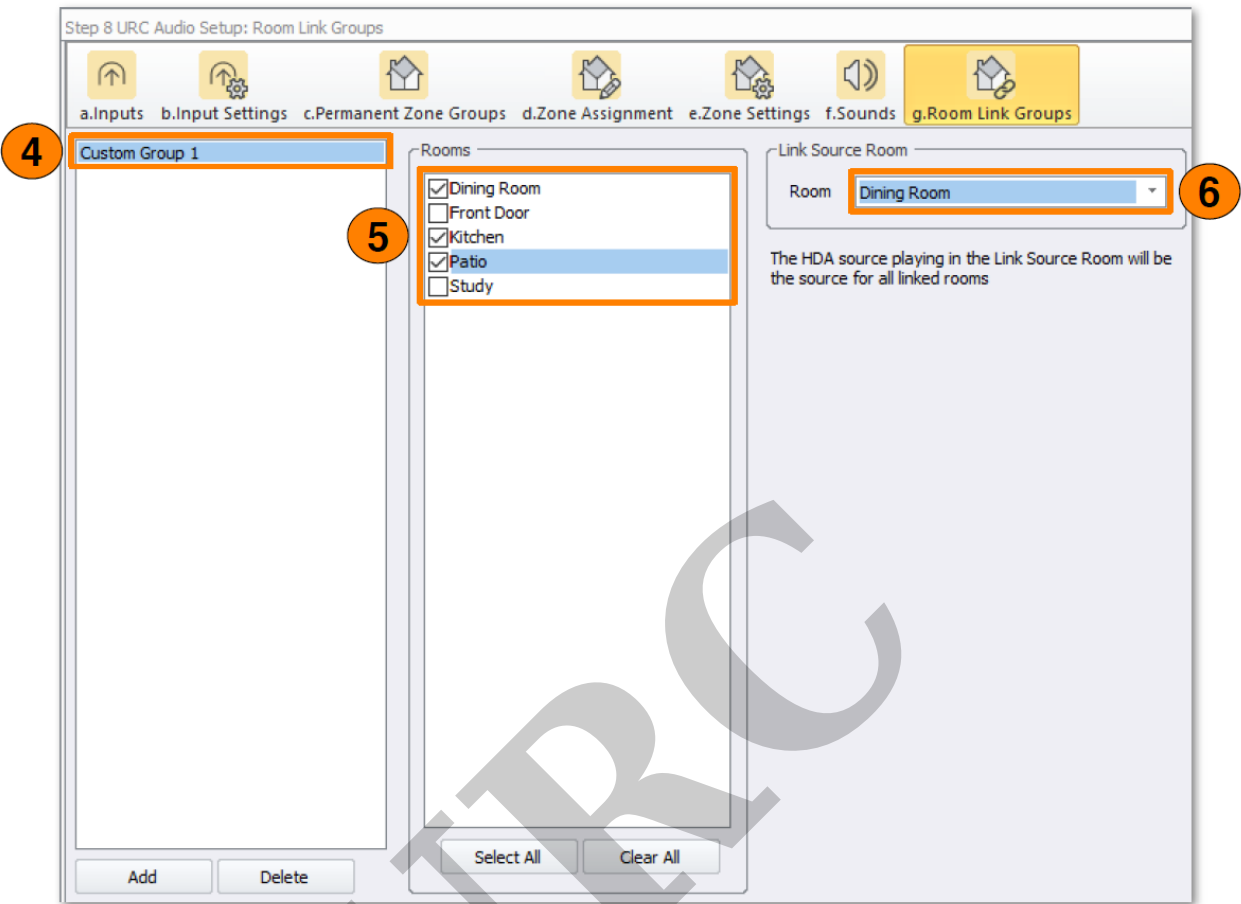 Step 8 URC Audio Setup: Room Link Groups
a.Inputs b.Input Settings c.Permanent Zone Groups d.Zone Assignment e.Zone Settings f.Sounds g.Room Link Groups
4
Custom Group 1
Rooms
Dining Room
Front Door
Kitchen
Patio
Study
5
Link Source Room
Room Dining Room
6
The HDA source playing in the Link Source Room will be
the source for all linked rooms
Select All Clear All
Add Delete
URC